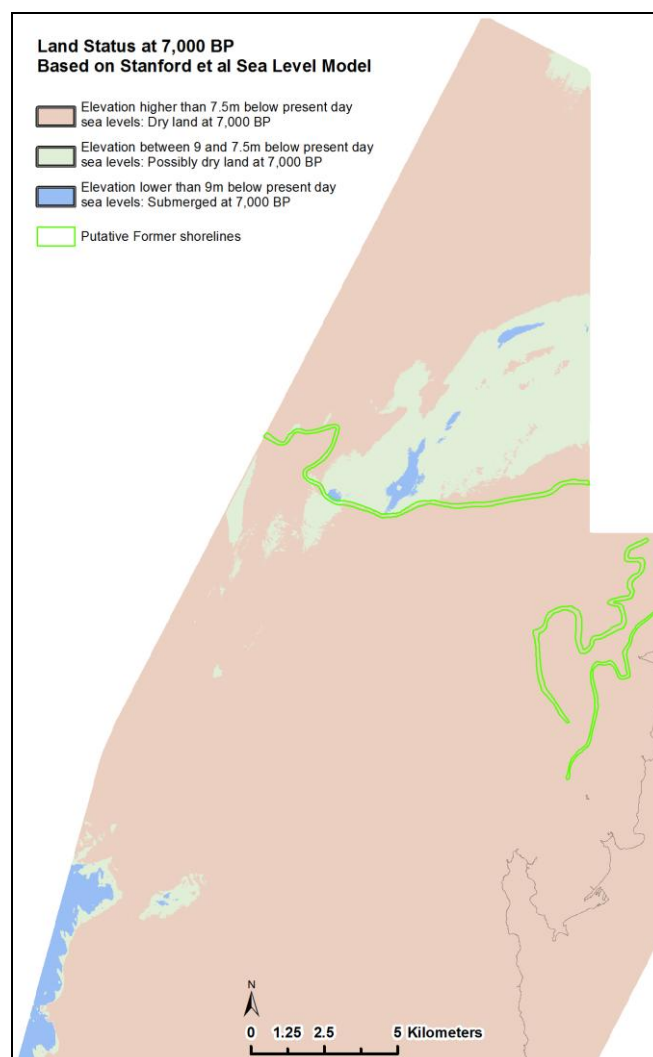 Land Status at 7,000 BP
Based on Stanford et al Sea Level Model
Elevation higher than 7.5m below present day
sea levels: Dry land at 7,000 BP
Elevation between 9 and 7.5m below present day
sea levels: Possibly dry land at 7,000 BP
Elevation lower than 9m below present day
sea levels: Submerged at 7,000 BP
Putative Former shorelines
N
0 1.25 2.5 5 Kilometers